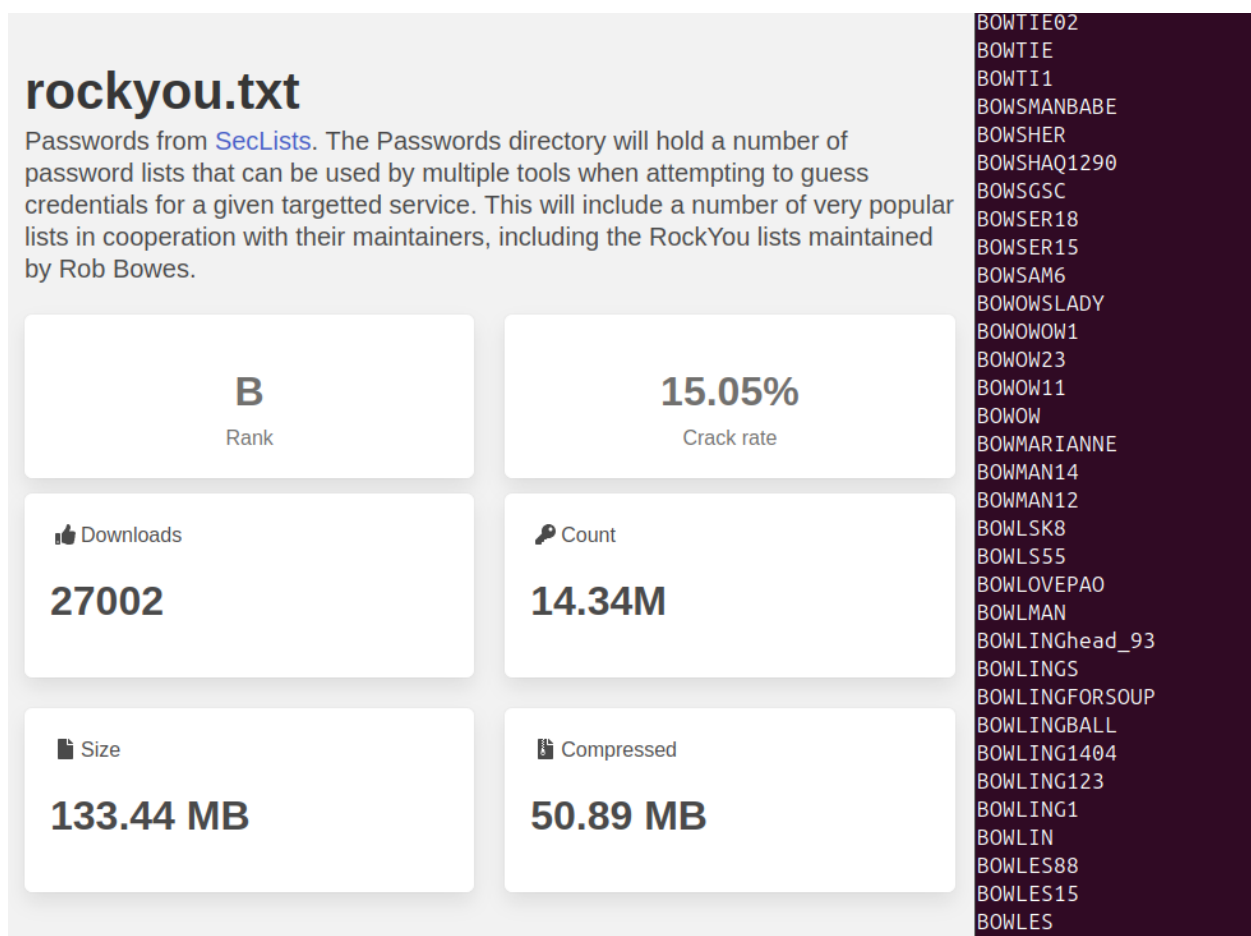 rockyou.txt
Passwords from SecLists. The Passwords directory will hold a number of
password lists that can be used by multiple tools when attempting to guess
credentials for a given targetted service. This will include a number of very popular
lists in cooperation with their maintainers, including the RockYou lists maintained
by Rob Bowes.
B
Rank
15.05%
Crack rate
Downloads
27002
Count
14.34M
Size
133.44 MB
Compressed
50.89 MB
BOWTIE02
BOWTIE
BOWTI1
BOWSMANBABE
BOWSHER
BOWSHAQ1290
BOWSGSC
BOWSER18
BOWSER15
BOWSAM6
BOWOWSLADY
BOWOWOW1
BOWOW23
BOWOW11
BOWOW
BOWMARIANNE
BOWMAN14
BOWMAN12
BOWLSK8
BOWLS55
BOWLOVEPAO
BOWLMAN
BOWLINGhead_93
BOWLINGS
BOWLINGFORSOUP
BOWLINGBALL
BOWLING1404
BOWLING123
BOWLING1
BOWLIN
BOWLES88
BOWLES15
BOWLES